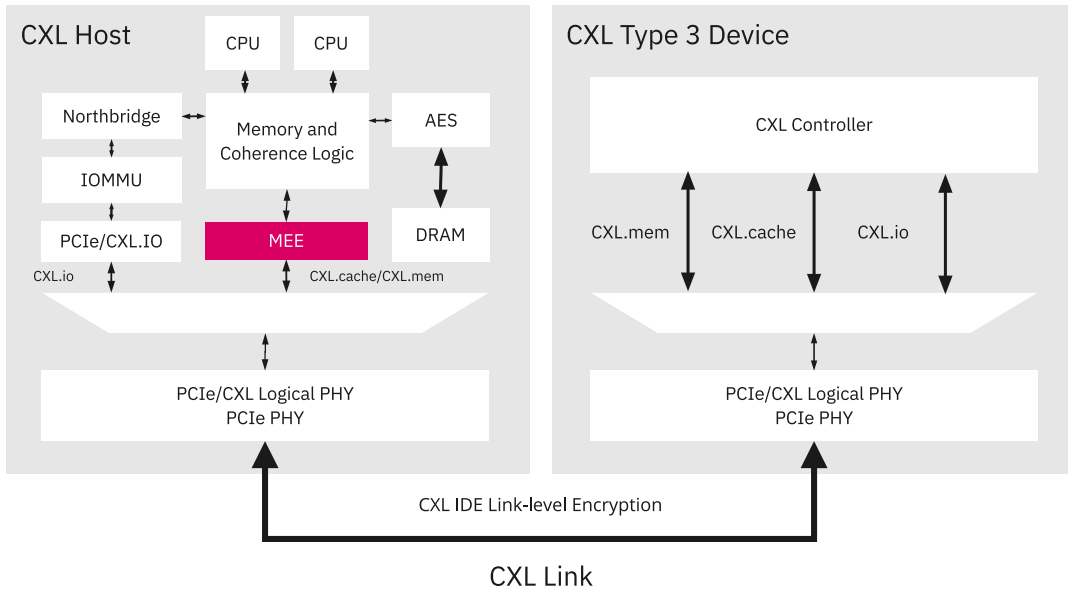 CXL Host
CPU
CPU
Northbridge
Memory and
Coherence Logic
AES
IOMMU
PCIe/CXL.IO
MEE
DRAM
CXL.io
CXL.cache/CXL.mem
PCIe/CXL Logical PHY
PCIe PHY
CXL Type 3 Device
CXL Controller
CXL.mem
CXL.cache
CXL.io
PCIe/CXL Logical PHY
PCIe PHY
CXL IDE Link-level Encryption
CXL Link